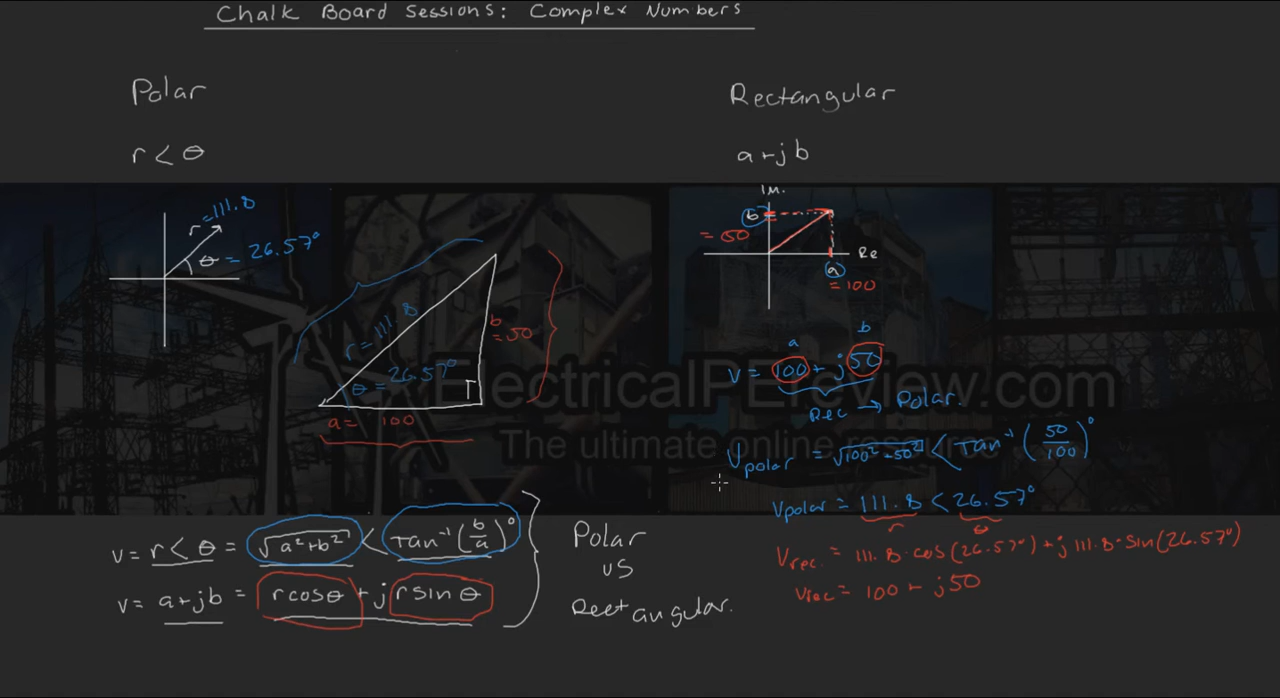 Chalk Board Sessions: Complex Numbers
Polar
r < θ
r = 111.8
θ = 26.57°
r = 111.8
θ = 26.57°
b = 50
a = 100
Rectangular
a + jb
Im.
b
= 50
Re
a
= 100
a b
v = 100 + j50
Rec → Polar.
Vpolar = √100² + 50² < Tan⁻¹ (50/100)°
Vpolar = 111.8 < 26.57°
r θ
Vrec. = 111.8·cos(26.57°) + j 111.8·sin(26.57°)
Vrec = 100 + j50
v = r < θ = √a² + b² < Tan⁻¹ (b/a)°
v = a + jb = r cos θ + j r sin θ
Polar
vs
Rectangular.
ElectricalPEReview.com
The ultimate online